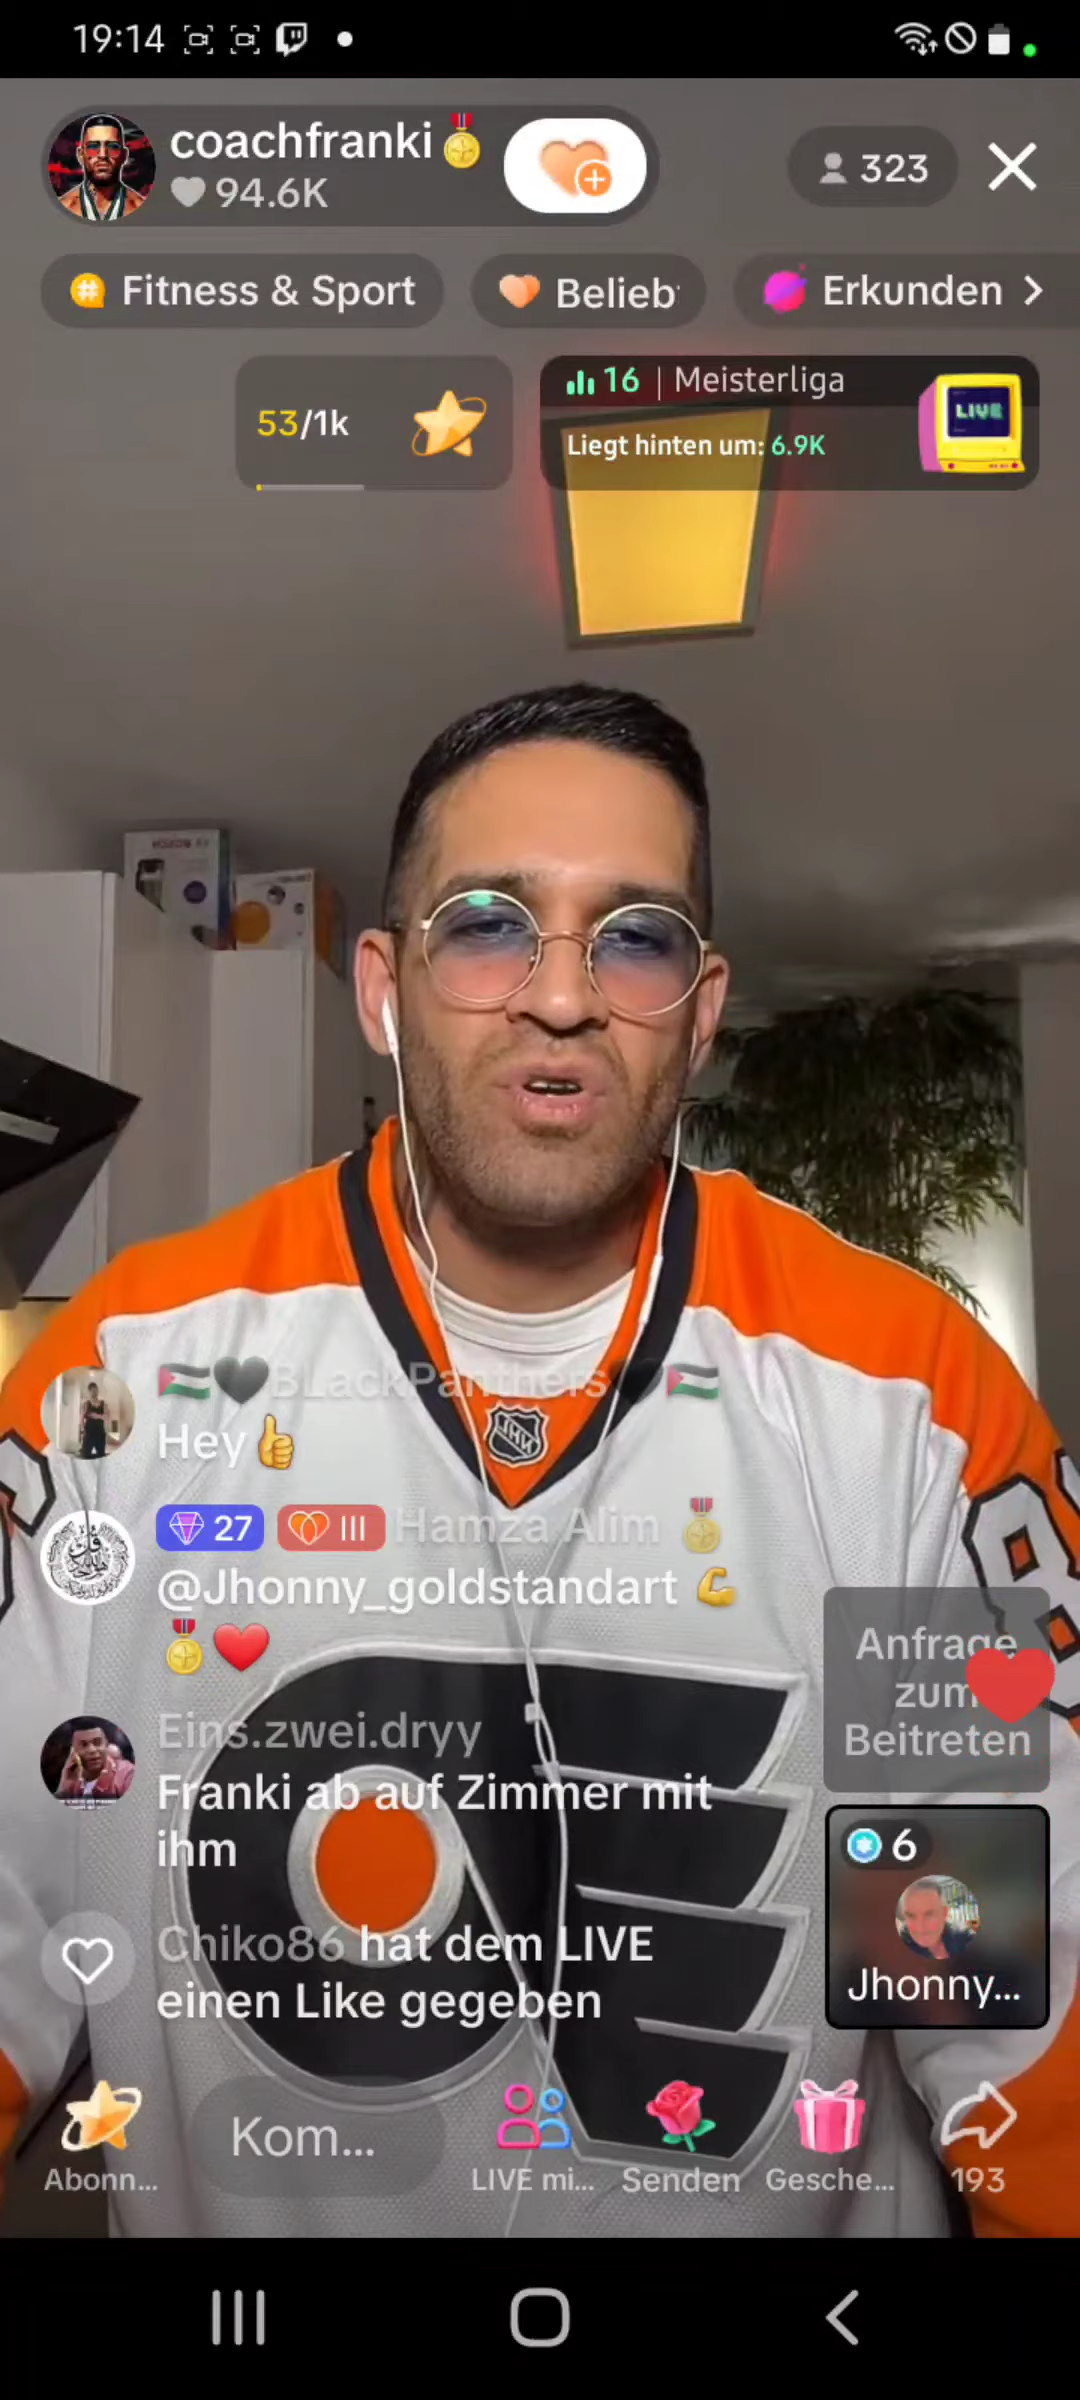 19:14
coachfranki🏅
94.6K
323
Fitness & Sport
Belieb
Erkunden >
53/1k
16 | Meisterliga
LIVE
Liegt hinten um: 6.9K
🇵🇸🖤BLackPanthers🖤🇵🇸
Hey👍
NHL
27 III Hamza Alim 🏅
@Jhonny_goldstandart 💪
🏅❤️
Anfrage
zum
Beitreten
Eins.zwei.dryy
Franki ab auf Zimmer mit
ihm
6
Jhonny...
Chiko86 hat dem LIVE
einen Like gegeben
Kom...
Abonn...
LIVE mi...
Senden
Gesche...
193